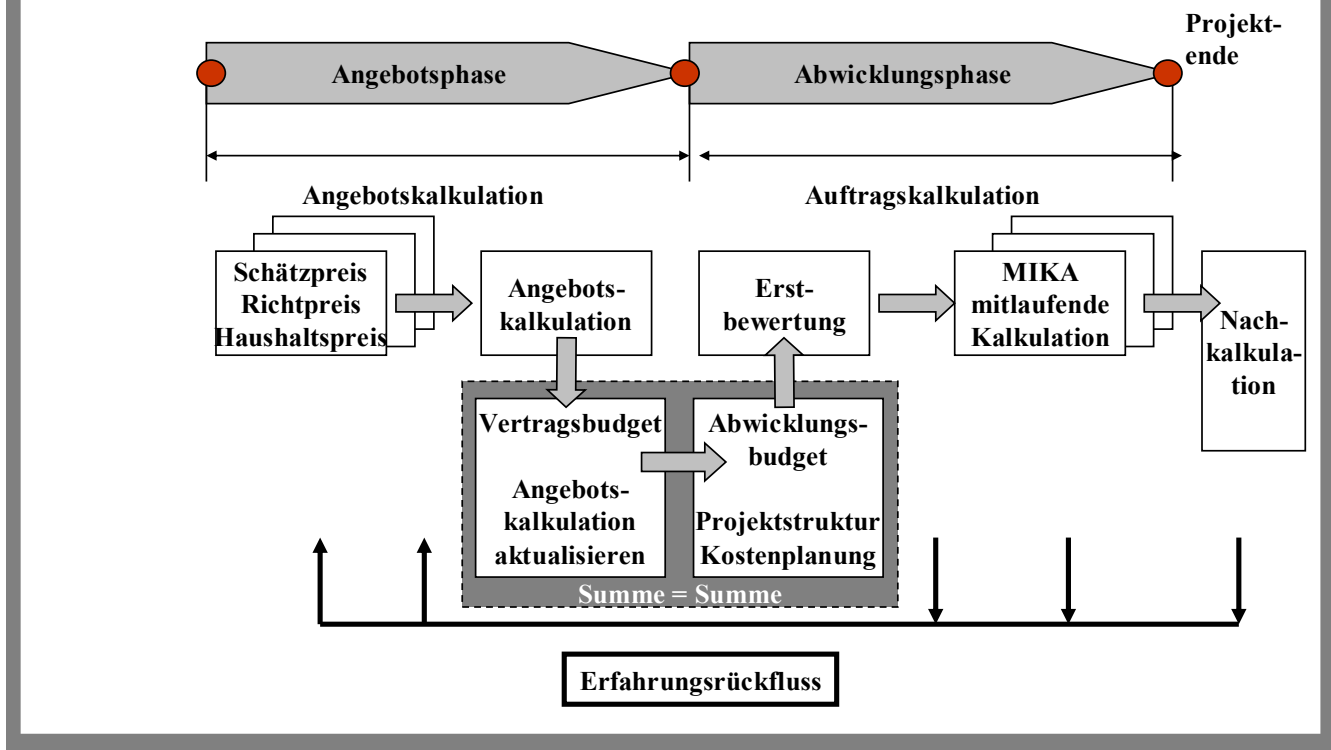 Projekt-
ende
Angebotsphase
Abwicklungsphase
Angebotskalkulation
Auftragskalkulation
Schätzpreis
Richtpreis
Haushaltspreis
Angebots-
kalkulation
Erst-
bewertung
MIKA
mitlaufende
Kalkulation
Nach-
kalkula-
tion
Vertragsbudget
Angebots-
kalkulation
aktualisieren
Abwicklungs-
budget
Projektstruktur
Kostenplanung
Summe = Summe
Erfahrungsrückfluss